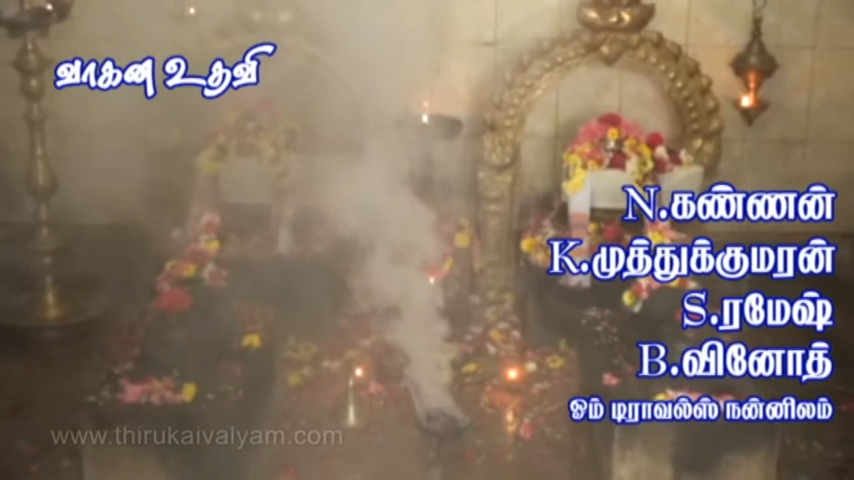 வாகன உதவி
N.கண்ணன்
K.முத்துக்குமரன்
S.ரமேஷ்
B.வினோத்
ஓம் டிராவல்ஸ் நன்னிலம்
www.thirukaivalyam.com